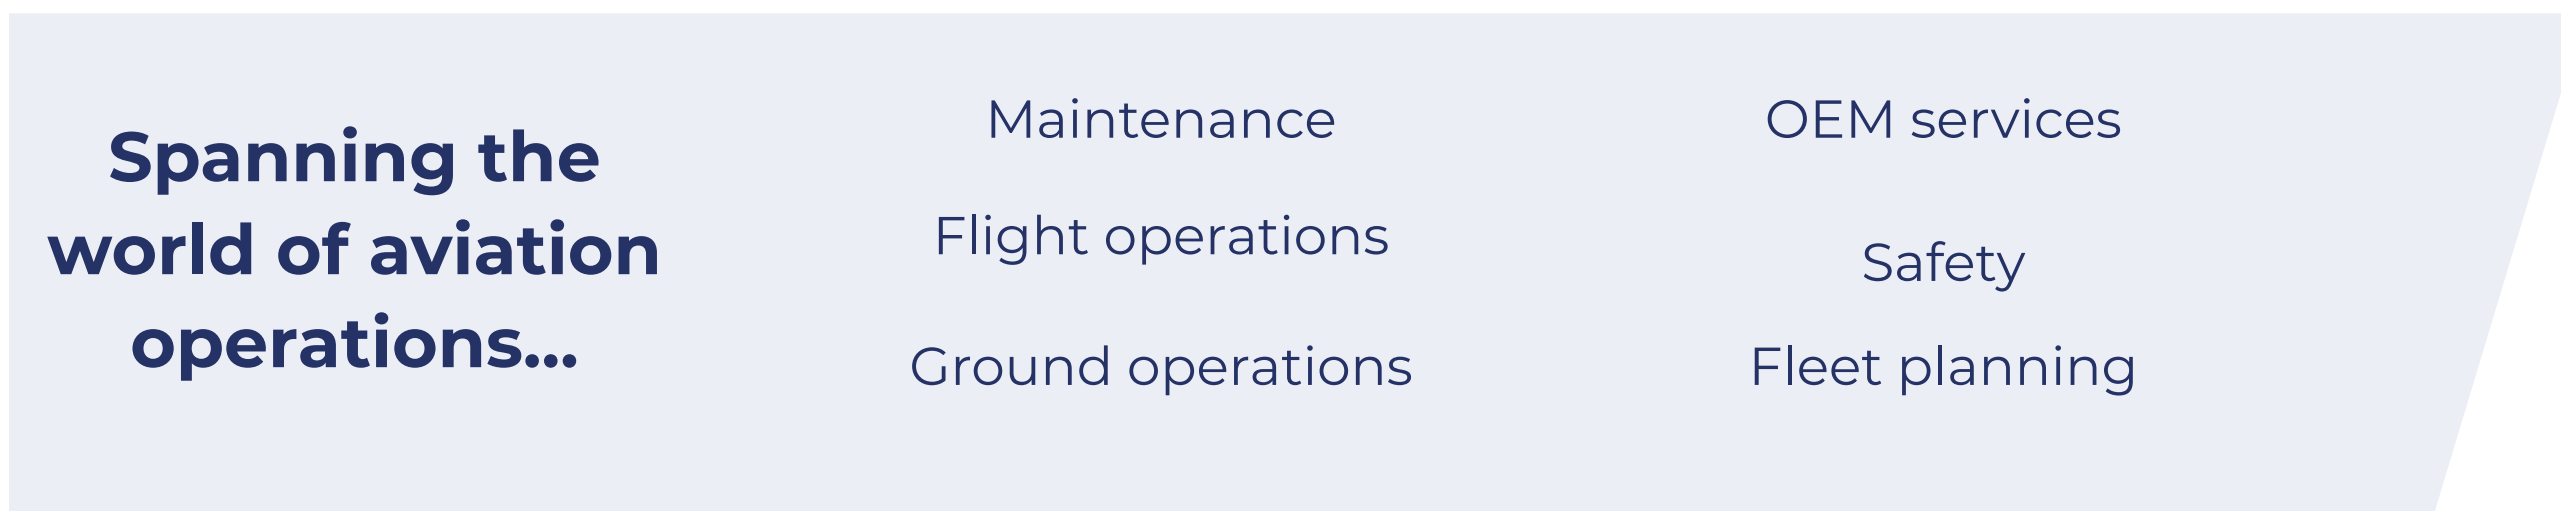 Spanning the
world of aviation
operations...
Maintenance
Flight operations
Ground operations
OEM services
Safety
Fleet planning